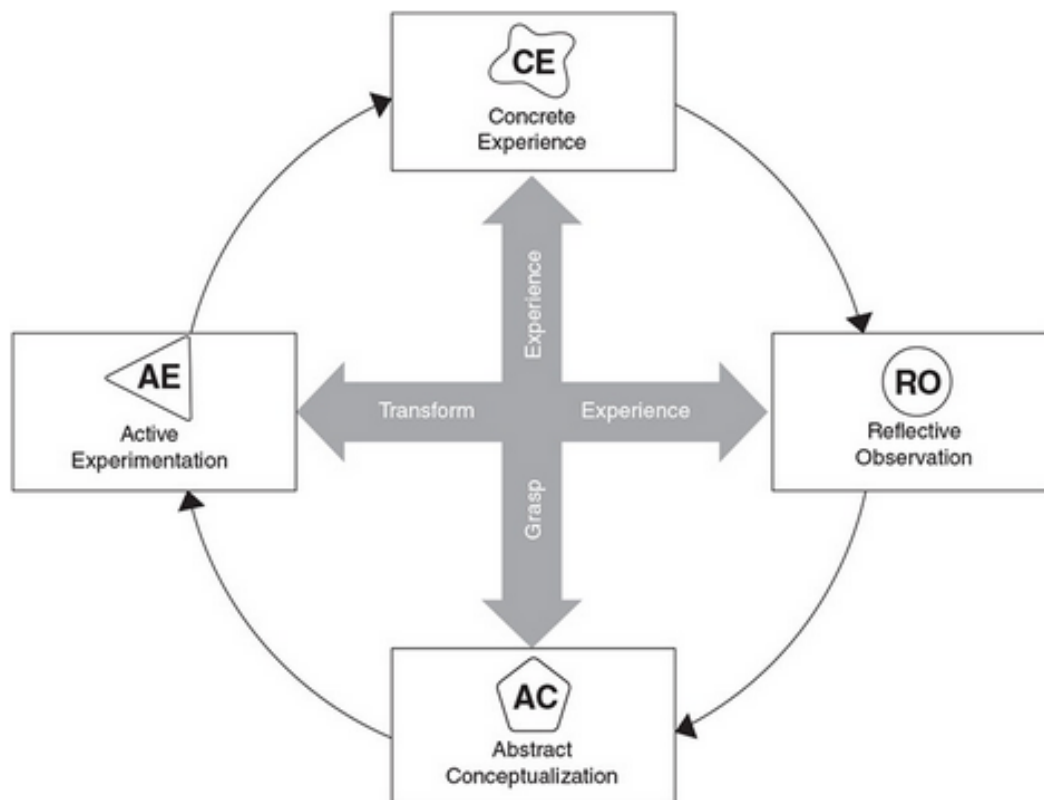 CE
Concrete
Experience
Experience
AE
Active
Experimentation
Transform
Experience
RO
Reflective
Observation
Grasp
AC
Abstract
Conceptualization